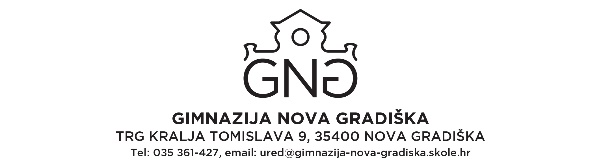 GNG
GIMNAZIJA NOVA GRADIŠKA
TRG KRALJA TOMISLAVA 9, 35400 NOVA GRADIŠKA
Tel: 035 361-427, email: ured@gimnazija-nova-gradiska.skole.hr